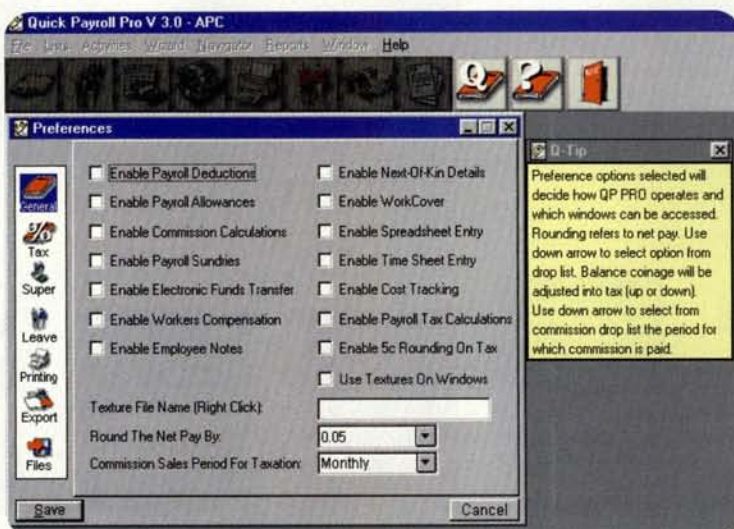 Quick Payroll Pro V 3.0 - APC
File Lists Activities Wizard Navigator Reports Window Help
Preferences
General
Tax
Super
Leave
Printing
Export
Files
Enable Payroll Deductions
Enable Payroll Allowances
Enable Commission Calculations
Enable Payroll Sundries
Enable Electronic Funds Transfer
Enable Workers Compensation
Enable Employee Notes
Enable Next-Of-Kin Details
Enable WorkCover
Enable Spreadsheet Entry
Enable Time Sheet Entry
Enable Cost Tracking
Enable Payroll Tax Calculations
Enable 5c Rounding On Tax
Use Textures On Windows
Texture File Name (Right Click):
Round The Net Pay By: 0.05
Commission Sales Period For Taxation: Monthly
Save
Cancel
Q-Tip
Preference options selected will
decide how QP PRO operates and
which windows can be accessed.
Rounding refers to net pay. Use
down arrow to select option from
drop list. Balance coinage will be
adjusted into tax (up or down).
Use down arrow to select from
commission drop list the period for
which commission is paid.